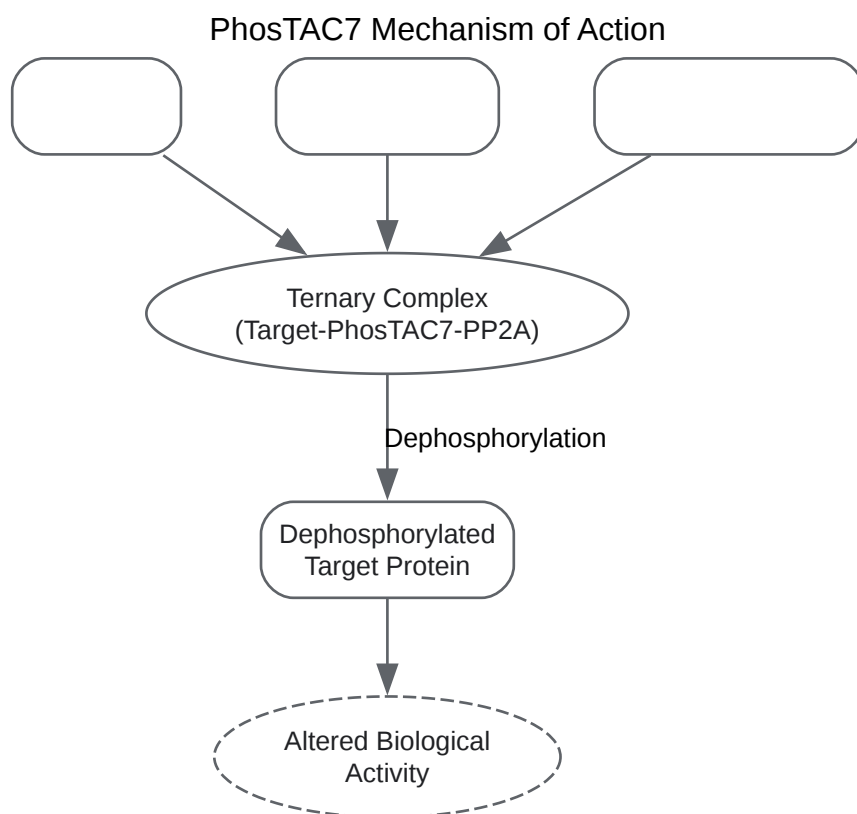 PhosTAC7 Mechanism of Action
Ternary Complex
(Target-PhosTAC7-PP2A)
Dephosphorylation
Dephosphorylated
Target Protein
Altered Biological
Activity